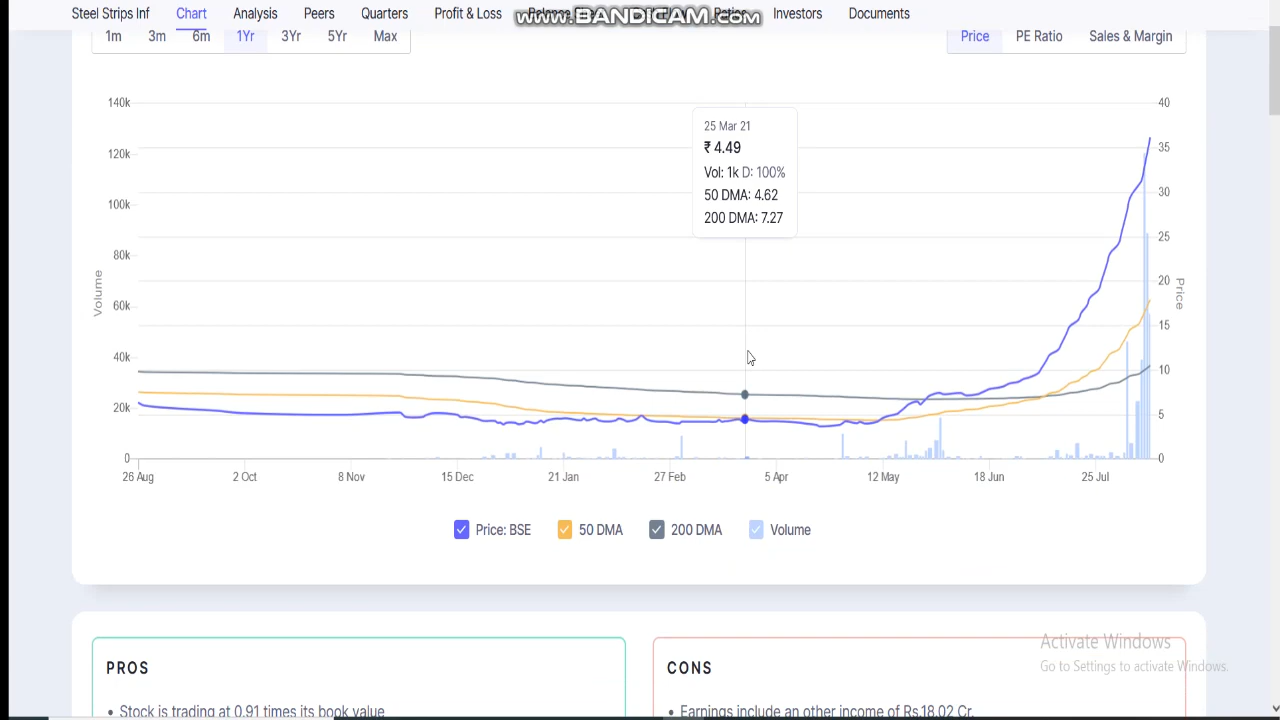 Steel Strips Inf Chart Analysis Peers Quarters Profit & Loss Investors Documents
www.BANDICAM.com
1m 3m 6m 1Yr 3Yr 5Yr Max Price PE Ratio Sales & Margin
140k 40
25 Mar 21
₹ 4.49
120k 35
Vol: 1k D: 100%
50 DMA: 4.62
30
100k
200 DMA: 7.27
25
80k
20
Volume Price
60k
15
40k
10
20k
5
0 0
26 Aug 2 Oct 8 Nov 15 Dec 21 Jan 27 Feb 5 Apr 12 May 18 Jun 25 Jul
Price: BSE 50 DMA 200 DMA Volume
Activate Windows
Go to Settings to activate Windows.
PROS CONS
• Stock is trading at 0.91 times its book value • Earnings include an other income of Rs.18.02 Cr.